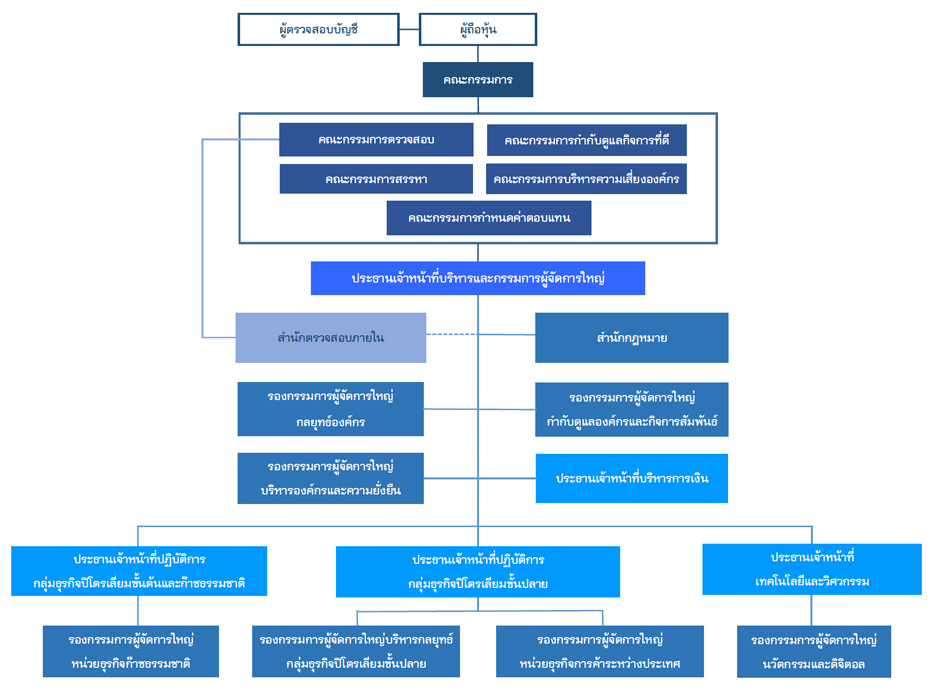 ผู้ตรวจสอบบัญชี
ผู้ถือหุ้น
คณะกรรมการ
คณะกรรมการตรวจสอบ
คณะกรรมการกำกับดูแลกิจการที่ดี
คณะกรรมการสรรหา
คณะกรรมการบริหารความเสี่ยงองค์กร
คณะกรรมการกำหนดค่าตอบแทน
ประธานเจ้าหน้าที่บริหารและกรรมการผู้จัดการใหญ่
สำนักตรวจสอบภายใน
สำนักกฎหมาย
รองกรรมการผู้จัดการใหญ่
กลยุทธ์องค์กร
รองกรรมการผู้จัดการใหญ่
กำกับดูแลองค์กรและกิจการสัมพันธ์
รองกรรมการผู้จัดการใหญ่
บริหารองค์กรและความยั่งยืน
ประธานเจ้าหน้าที่บริหารการเงิน
ประธานเจ้าหน้าที่ปฏิบัติการ
กลุ่มธุรกิจปิโตรเลียมขั้นต้นและก๊าซธรรมชาติ
ประธานเจ้าหน้าที่ปฏิบัติการ
กลุ่มธุรกิจปิโตรเลียมขั้นปลาย
ประธานเจ้าหน้าที่
เทคโนโลยีและวิศวกรรม
รองกรรมการผู้จัดการใหญ่
หน่วยธุรกิจก๊าซธรรมชาติ
รองกรรมการผู้จัดการใหญ่บริหารกลยุทธ์
กลุ่มธุรกิจปิโตรเลียมขั้นปลาย
รองกรรมการผู้จัดการใหญ่
หน่วยธุรกิจการค้าระหว่างประเทศ
รองกรรมการผู้จัดการใหญ่
นวัตกรรมและดิจิตอล